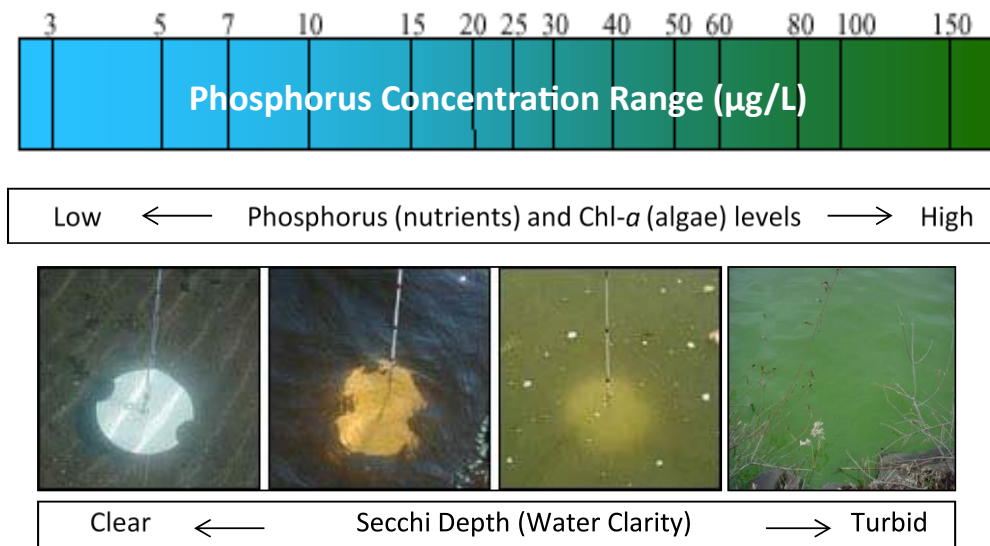 3 5 7 10 15 20 25 30 40 50 60 80 100 150
Phosphorus Concentration Range (µg/L)
Low Phosphorus (nutrients) and Chl-a (algae) levels High
Clear Secchi Depth (Water Clarity) Turbid